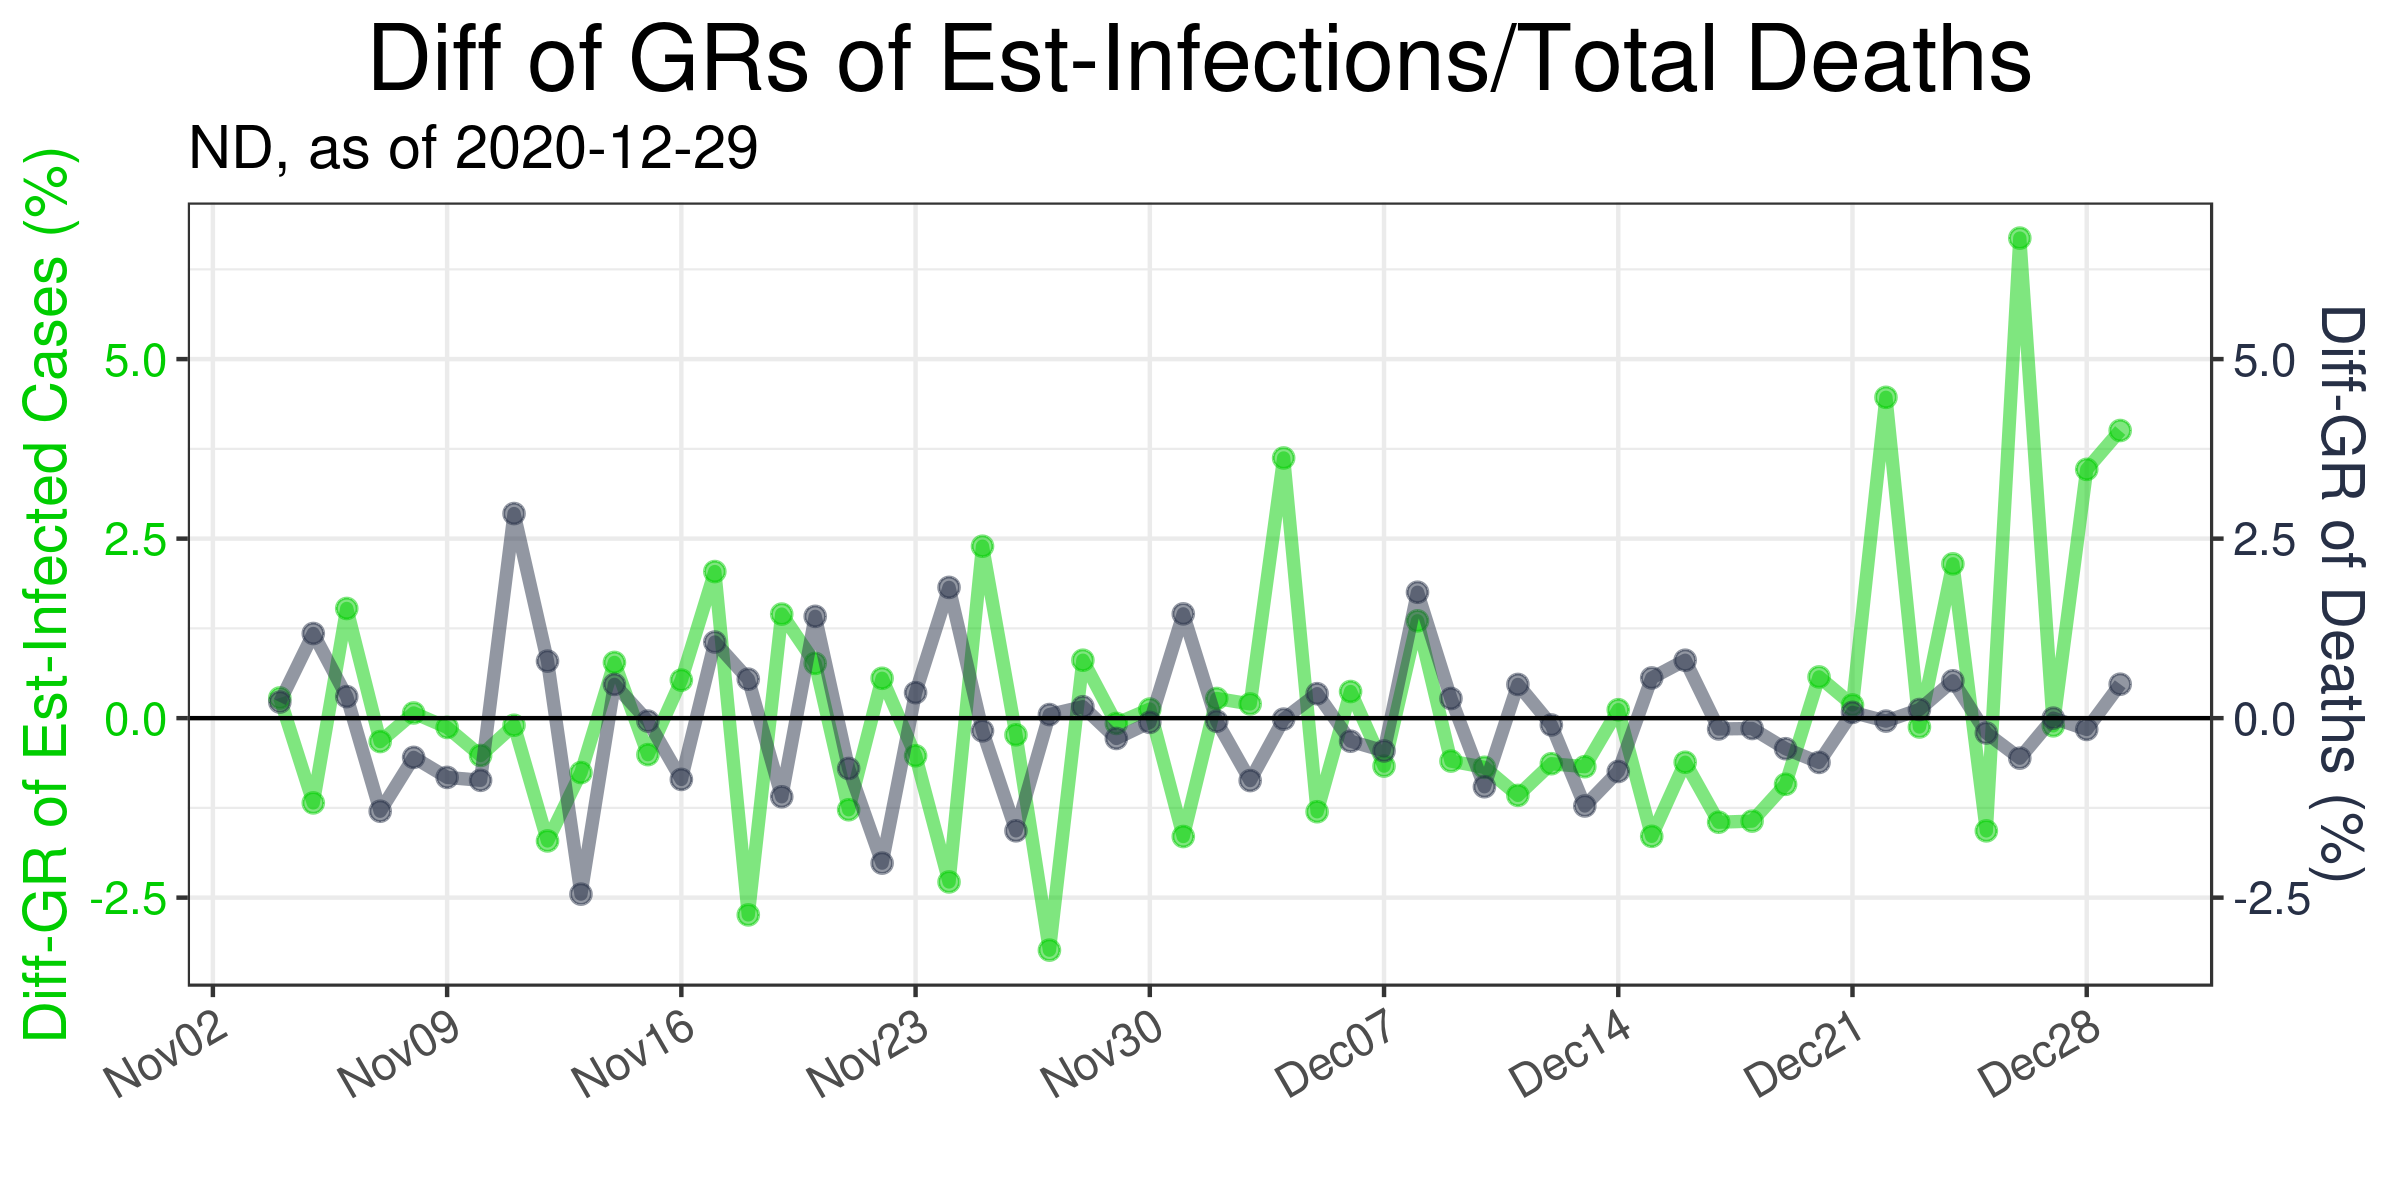 Diff of GRs of Est-Infections/Total Deaths
ND, as of 2020-12-29
Diff-GR of Est-Infected Cases (%)
5.0
2.5
0.0
-2.5
5.0
2.5
0.0
-2.5
Diff-GR of Deaths (%)
Nov02
Nov09
Nov16
Nov23
Nov30
Dec07
Dec14
Dec21
Dec28